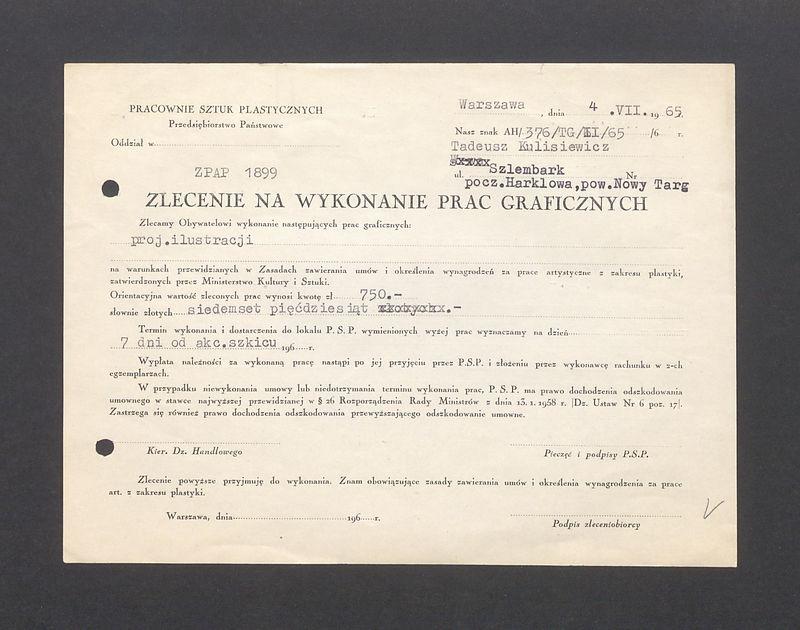 PRACOWNIE SZTUK PLASTYCZNYCH
Przedsiębiorstwo Państwowe
Oddział w
Warszawa, dnia 4.VII.1965r.
Nasz znak AH/ 376/TG/II/65 /6 r.
Tadeusz Kulisiewicz
ul. Szlembark Nr
pocz.Harklowa,pow.Nowy Targ
ZPAP 1899
ZLECENIE NA WYKONANIE PRAC GRAFICZNYCH
Zlecamy Obywatelowi wykonanie następujących prac graficznych:
proj.ilustracji
na warunkach przewidzianych w Zasadach zawierania umów i określenia wynagrodzeń za prace artystyczne z zakresu plastyki,
zatwierdzonych przez Ministerstwo Kultury i Sztuki.
Orientacyjna wartość zleconych prac wynosi kwotę zł 750.-
słownie złotych siedemset pięćdziesiąt .-
Termin wykonania i dostarczenia do lokalu P. S. P. wymienionych wyżej prac wyznaczamy na dzień
7 dni od akc.szkicu 196 r.
Wypłata należności za wykonaną pracę nastąpi po jej przyjęciu przez P.S.P. i złożeniu przez wykonawcę rachunku w 2-ch
egzemplarzach.
W przypadku niewykonania umowy lub niedotrzymania terminu wykonania prac, P. S. P. ma prawo dochodzenia odszkodowania
umownego w stawce najwyższej przewidzianej w § 26 Rozporządzenia Rady Ministrów z dnia 13. 1. 1958 r. |Dz. Ustaw Nr 6 poz. 17|.
Zastrzega się również prawo dochodzenia odszkodowania przewyższającego odszkodowanie umowne.
Kier. Dz. Handlowego
Pieczęć i podpisy P.S.P.
Zlecenie powyższe przyjmuję do wykonania. Znam obowiązujące zasady zawierania umów i określenia wynagrodzenia za prace
art. z zakresu plastyki.
Warszawa, dnia 196 r.
Podpis zleceniobiorcy